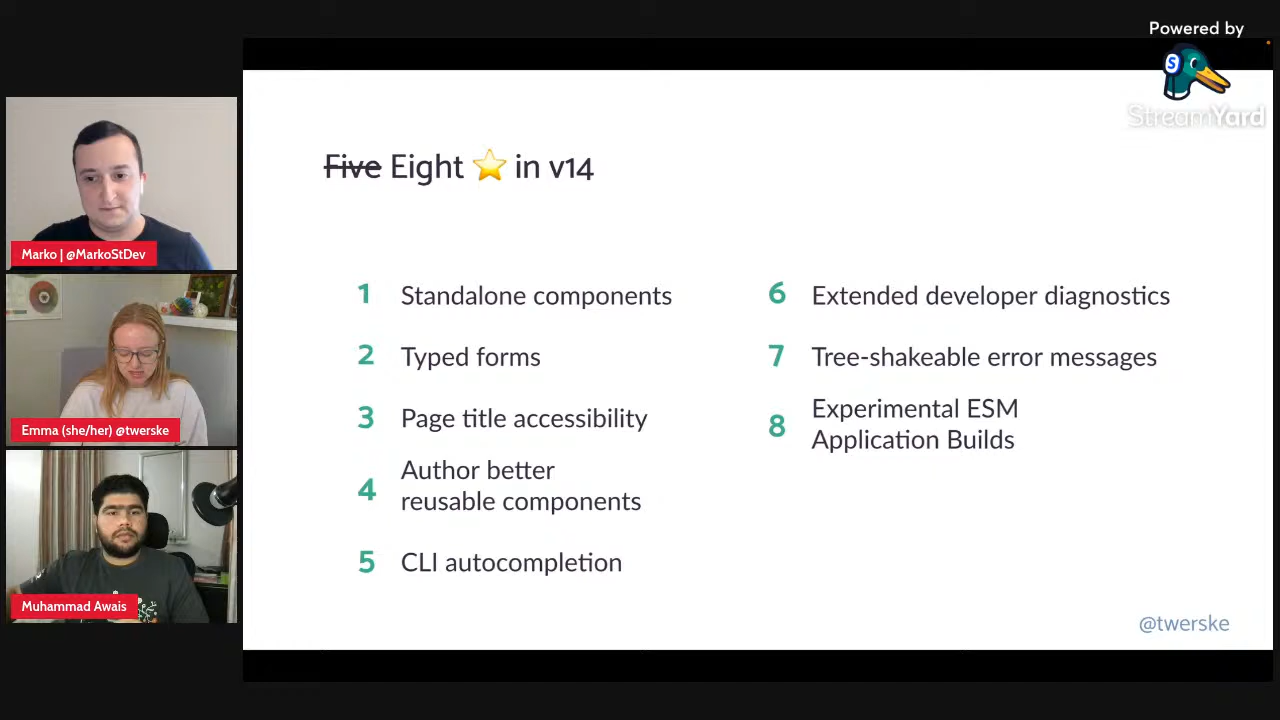 Powered by
StreamYard
Marko | @MarkoStDev
Emma (she/her) @twerske
Muhammad Awais
Five Eight ⭐ in v14
1 Standalone components
2 Typed forms
3 Page title accessibility
4 Author better
reusable components
5 CLI autocompletion
6 Extended developer diagnostics
7 Tree-shakeable error messages
8 Experimental ESM
Application Builds
@twerske